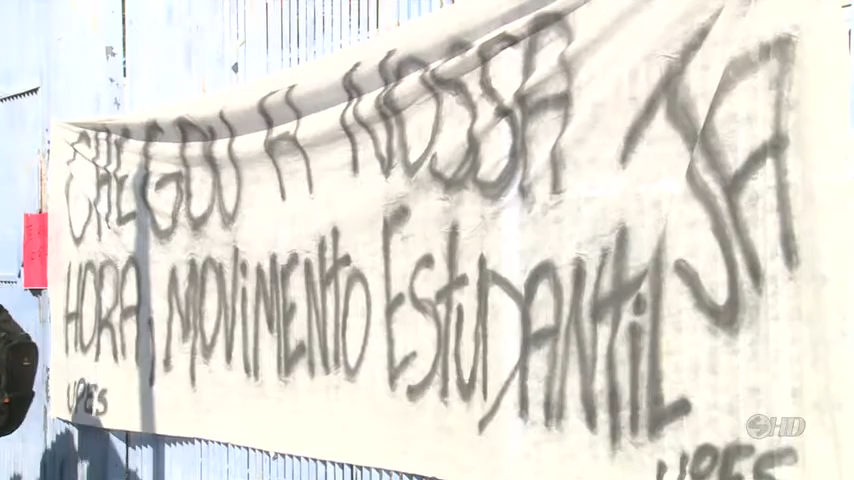 CHEGOU A NOSSA
HORA, MOVIMENTO ESTUDANTIL JÁ
UPES
UPES
SHD